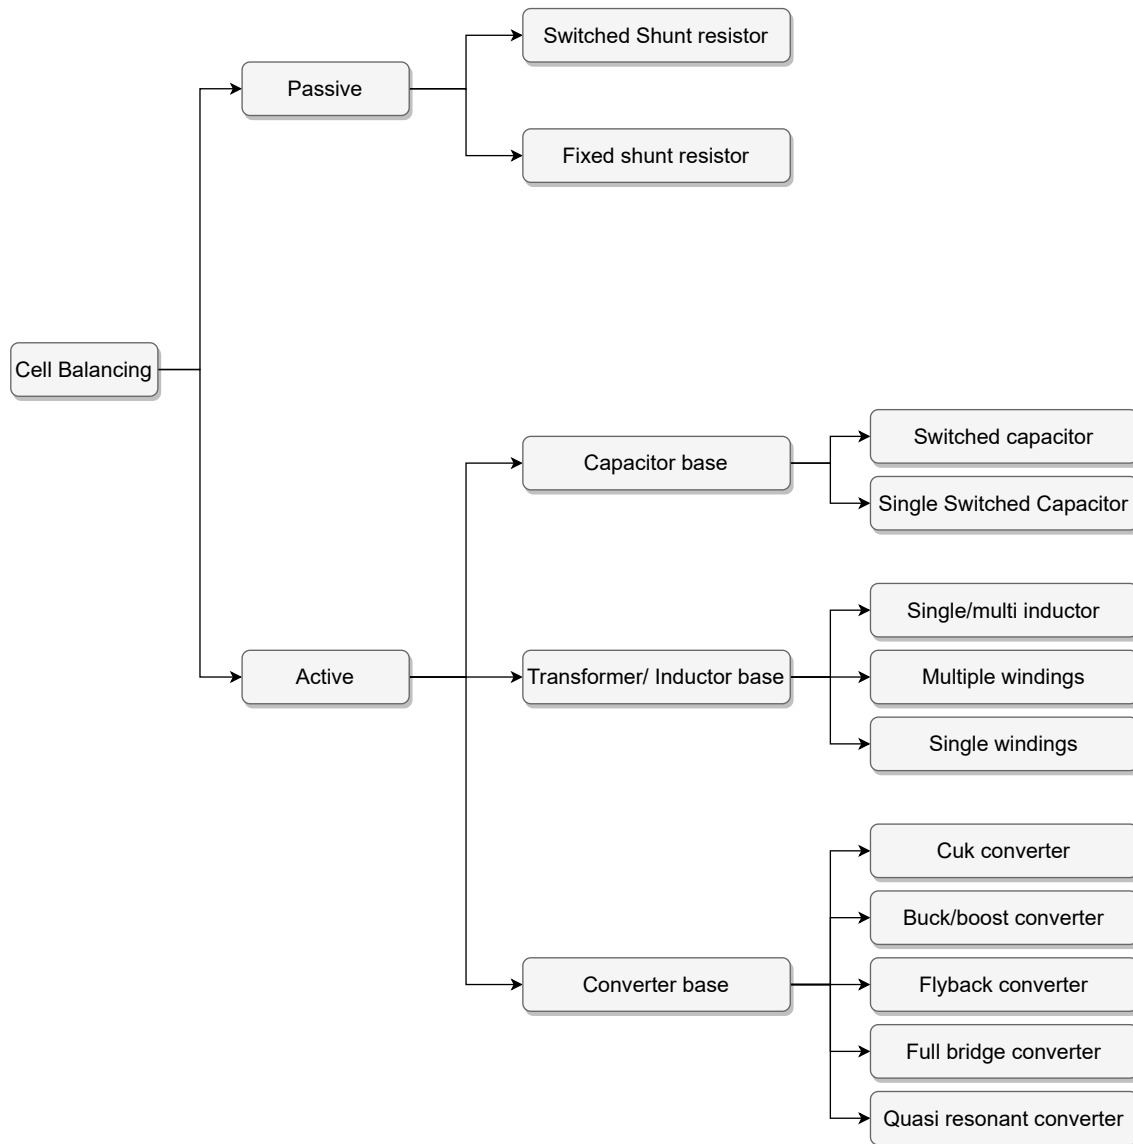 Switched Shunt resistor
Passive
Fixed shunt resistor
Cell Balancing
Switched capacitor
Capacitor base
Single Switched Capacitor
Single/multi inductor
Active
Transformer/ Inductor base
Multiple windings
Single windings
Cuk converter
Buck/boost converter
Converter base
Flyback converter
Full bridge converter
Quasi resonant converter